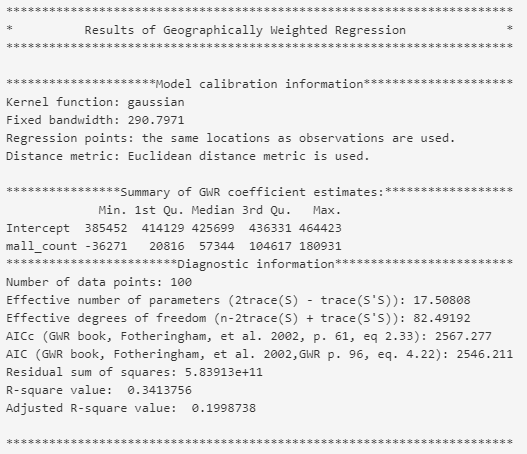 ***********************************************************************
*          Results of Geographically Weighted Regression              *
***********************************************************************
*********************Model calibration information*********************
Kernel function: gaussian
Fixed bandwidth: 290.7971
Regression points: the same locations as observations are used.
Distance metric: Euclidean distance metric is used.
****************Summary of GWR coefficient estimates:******************
Min. 1st Qu. Median 3rd Qu.   Max.
Intercept  385452  414129 425699  436331 464423
mall_count -36271   20816  57344  104617 180931
************************Diagnostic information*************************
Number of data points: 100
Effective number of parameters (2trace(S) - trace(S'S)): 17.50808
Effective degrees of freedom (n-2trace(S) + trace(S'S)): 82.49192
AICc (GWR book, Fotheringham, et al. 2002, p. 61, eq 2.33): 2567.277
AIC (GWR book, Fotheringham, et al. 2002,GWR p. 96, eq. 4.22): 2546.211
Residual sum of squares: 5.83913e+11
R-square value:  0.3413756
Adjusted R-square value:  0.1998738
***********************************************************************